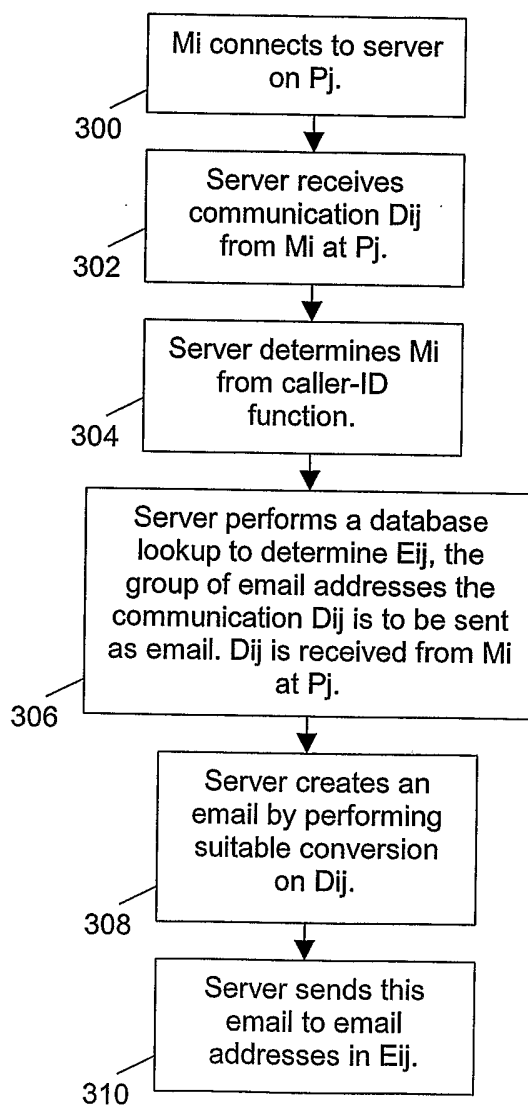 Mi connects to server
on Pj.
300
Server receives
communication Dij
from Mi at Pj.
302
Server determines Mi
from caller-ID
function.
304
Server performs a database
lookup to determine Eij, the
group of email addresses the
communication Dij is to be sent
as email. Dij is received from Mi
at Pj.
306
Server creates an
email by performing
suitable conversion
on Dij.
308
Server sends this
email to email
addresses in Eij.
310